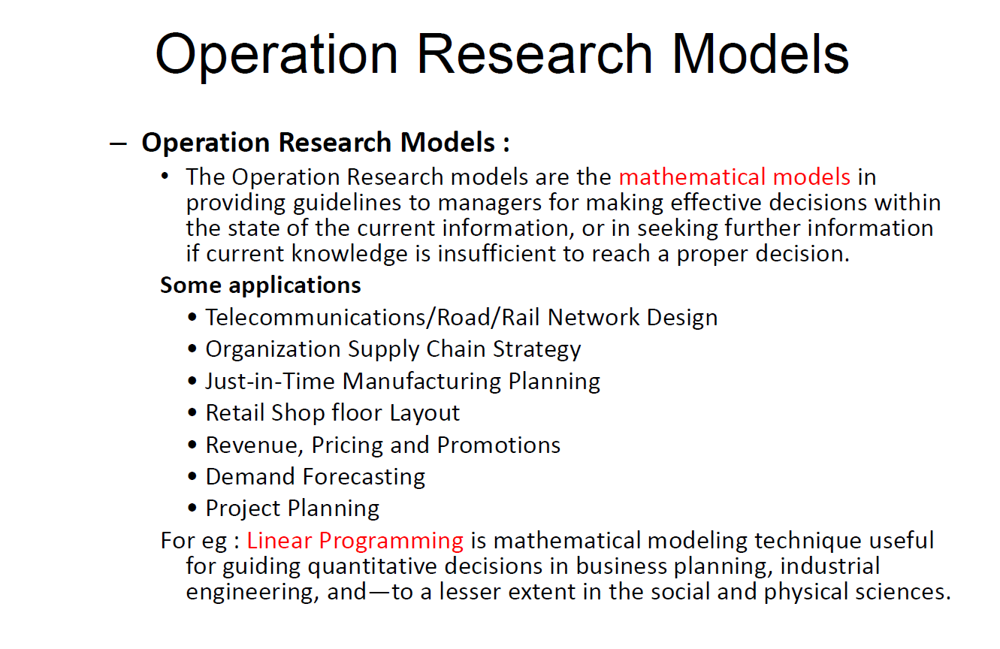 Operation Research Models
– Operation Research Models :
• The Operation Research models are the mathematical models in
providing guidelines to managers for making effective decisions within
the state of the current information, or in seeking further information
if current knowledge is insufficient to reach a proper decision.
Some applications
• Telecommunications/Road/Rail Network Design
• Organization Supply Chain Strategy
• Just-in-Time Manufacturing Planning
• Retail Shop floor Layout
• Revenue, Pricing and Promotions
• Demand Forecasting
• Project Planning
For eg : Linear Programming is mathematical modeling technique useful
for guiding quantitative decisions in business planning, industrial
engineering, and—to a lesser extent in the social and physical sciences.